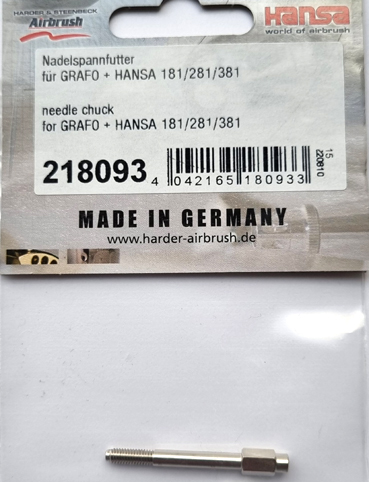 HARDER & STEENBECK
Airbrush
Hansa
world of airbrush
Nadelspannfutter
für GRAFO + HANSA 181/281/381
needle chuck
for GRAFO + HANSA 181/281/381
218093
4 042165 180933
15
220810
MADE IN GERMANY
www.harder-airbrush.de